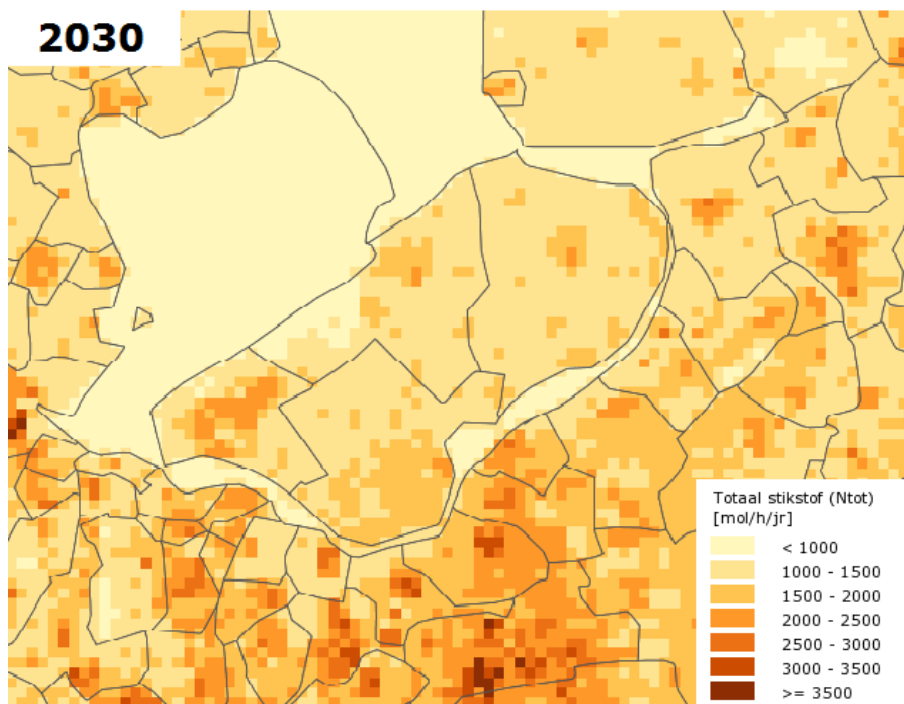 2030
Totaal stikstof (Ntot)
[mol/h/jr]
< 1000
1000 - 1500
1500 - 2000
2000 - 2500
2500 - 3000
3000 - 3500
>= 3500